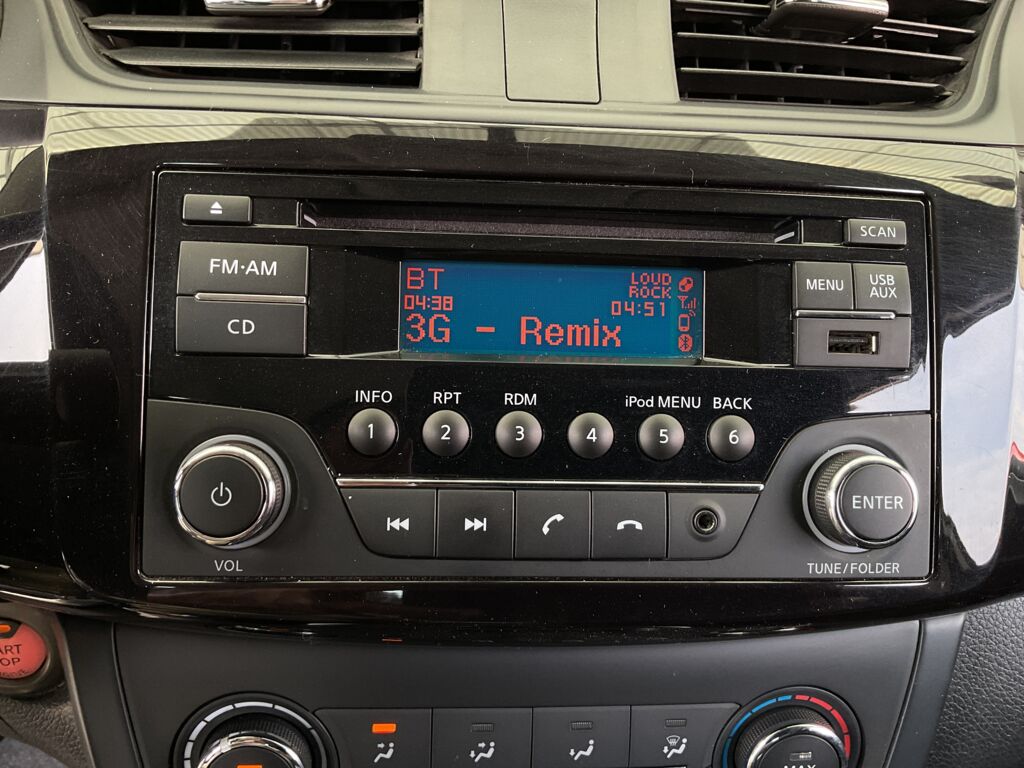 SCAN
FM·AM
CD
BT
04:38
LOUD
ROCK
04:51
3G - Remix
MENU
USB
AUX
INFO
RPT
RDM
iPod MENU
BACK
1
2
3
4
5
6
ENTER
VOL
TUNE/FOLDER
MAX